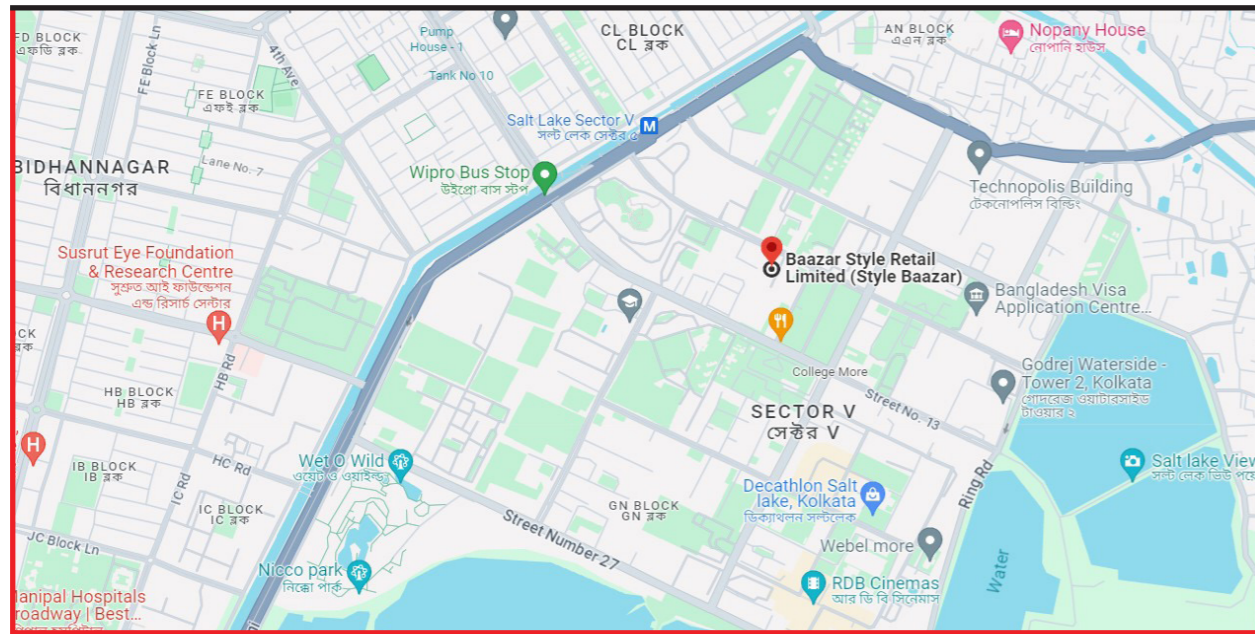 FD BLOCK
এফডি ব্লক
FE Block Ln
4th Ave
Pump
House - 1
Tank No 10
CL BLOCK
CL ব্লক
AN BLOCK
এএন ব্লক
Nopany House
নোপানি হাউস
FE BLOCK
এফই ব্লক
Lane No. 7
Salt Lake Sector V
সল্ট লেক সেক্টর ৫
M
BIDHANNAGAR
বিধাননগর
Wipro Bus Stop
উইপ্রো বাস স্টপ
Technopolis Building
টেকনোপলিস বিল্ডিং
Susrut Eye Foundation
& Research Centre
সুশ্রুত আই ফাউন্ডেশন
এন্ড রিসার্চ সেন্টার
H
Baazar Style Retail
Limited (Style Baazar)
Bangladesh Visa
Application Centre...
CK
ব্লক
HB Rd
College More
Godrej Waterside -
Tower 2, Kolkata
গোদরেজ ওয়াটারসাইড
টাওয়ার ২
HB BLOCK
HB ব্লক
SECTOR V
সেক্টর V
Street No. 13
H
IB BLOCK
IB ব্লক
HC Rd
IC Rd
Wet O Wild
ওয়েট ও ওয়াইল্ড
Salt lake View
সল্ট লেক ভিউ পয়ে
Ring Rd
Decathlon Salt
lake, Kolkata
ডিক্যাথলন সল্টলেক
IC BLOCK
IC ব্লক
GN BLOCK
GN ব্লক
Street Number 27
JC Block Ln
Webel more
Water
Nicco park
নিক্কো পার্ক
RDB Cinemas
আর ডি বি সিনেমাস
Manipal Hospitals
roadway | Best...